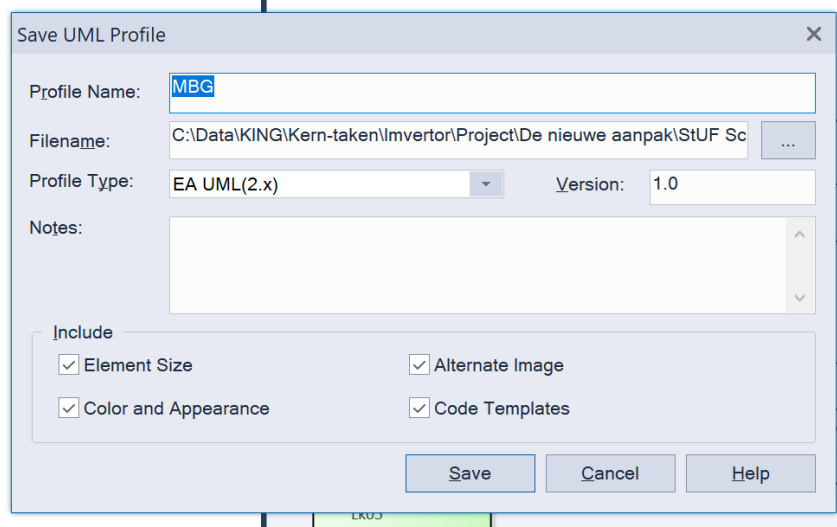 Save UML Profile
Profile Name: MBG
Filename: C:\Data\KING\Kern-taken\Imvertor\Project\De nieuwe aanpak\StUF Sc ...
Profile Type: EA UML(2.x) Version: 1.0
Notes:
Include
Element Size Alternate Image
Color and Appearance Code Templates
Save Cancel Help
Lk05